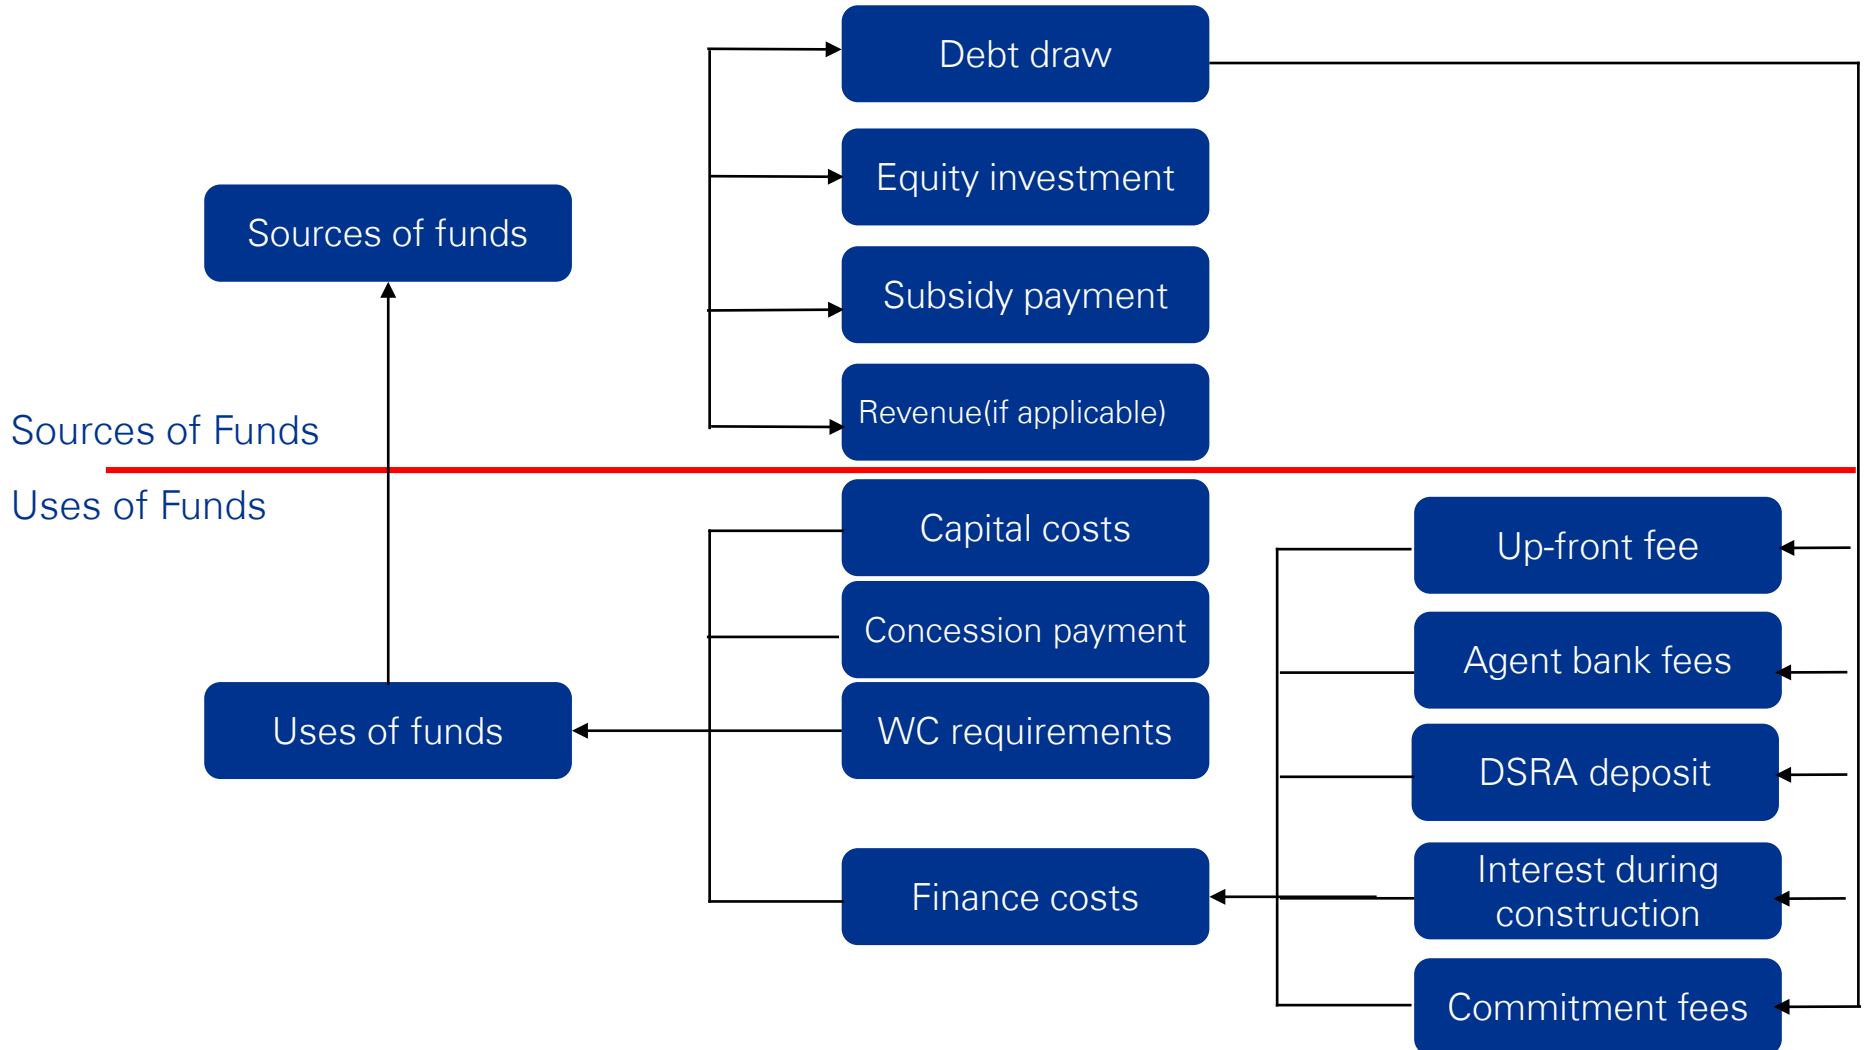 Debt draw
Equity investment
Sources of funds
Subsidy payment
Revenue(if applicable)
Sources of Funds
Uses of Funds
Capital costs
Up-front fee
Concession payment
Agent bank fees
Uses of funds
WC requirements
DSRA deposit
Finance costs
Interest during
construction
Commitment fees